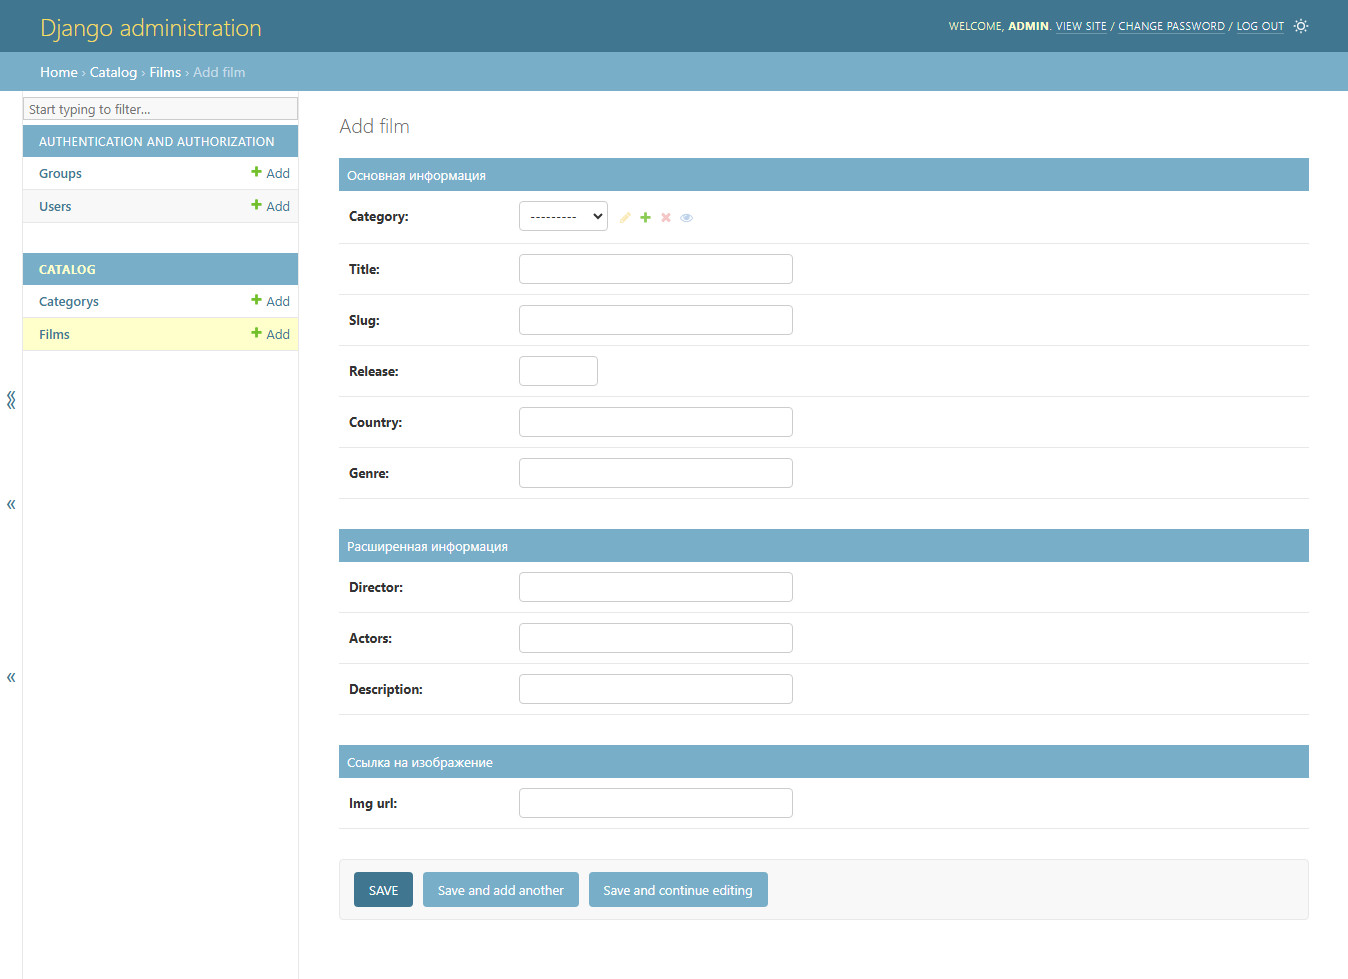 Django administration
WELCOME, ADMIN. VIEW SITE / CHANGE PASSWORD / LOG OUT
Home › Catalog › Films › Add film
Start typing to filter...
AUTHENTICATION AND AUTHORIZATION
Groups Add
Users Add
CATALOG
Categorys Add
Films Add
«
«
«
Add film
Основная информация
Category: ---------
Title:
Slug:
Release:
Country:
Genre:
Расширенная информация
Director:
Actors:
Description:
Ссылка на изображение
Img url:
SAVE Save and add another Save and continue editing